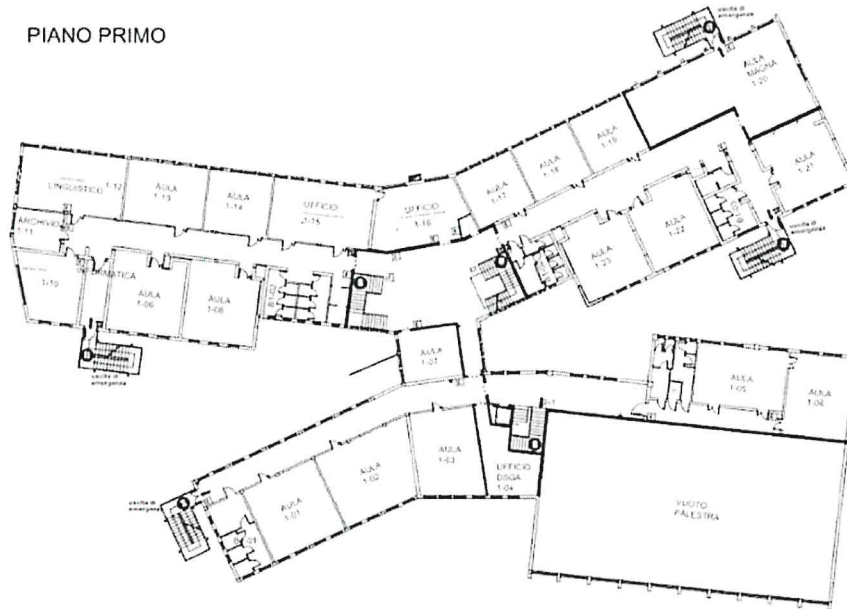 PIANO PRIMO
uscita di
emergenza
AULA
MAGNA
1-20
AULA
1-19
AULA
1-18
AULA
1-17
AULA
1-21
LINGUISTICO 1-12
AULA
1-13
AULA
1-14
UFFICIO
1-15
UFFICIO
1-16
ARCHIVIO
1-11
AULA
1-22
AULA
1-23
uscita di
emergenza
1-10
AULA
AULA
1-08
uscita di
emergenza
AULA
1-07
AULA
1-05
AULA
1-06
AULA
1-03
AULA
1-02
AULA
1-01
UFFICIO
DSGA
1-04
uscita di
emergenza
VUOTO
PALESTRA